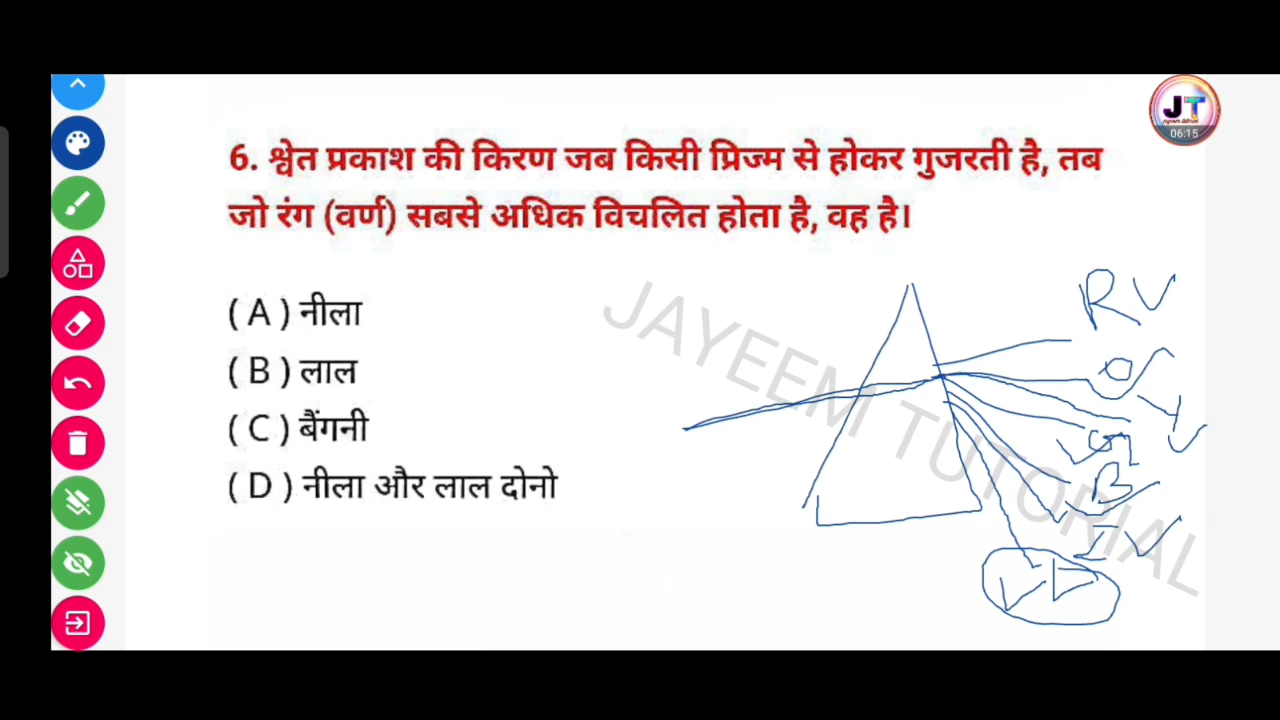 JT
06:15
6. श्वेत प्रकाश की किरण जब किसी प्रिज्म से होकर गुजरती है, तब
जो रंग (वर्ण) सबसे अधिक विचलित होता है, वह है।
( A ) नीला
( B ) लाल
( C ) बैंगनी
( D ) नीला और लाल दोनो
JAYEEM TUTORIAL
R
O
Y
G
B
I
V